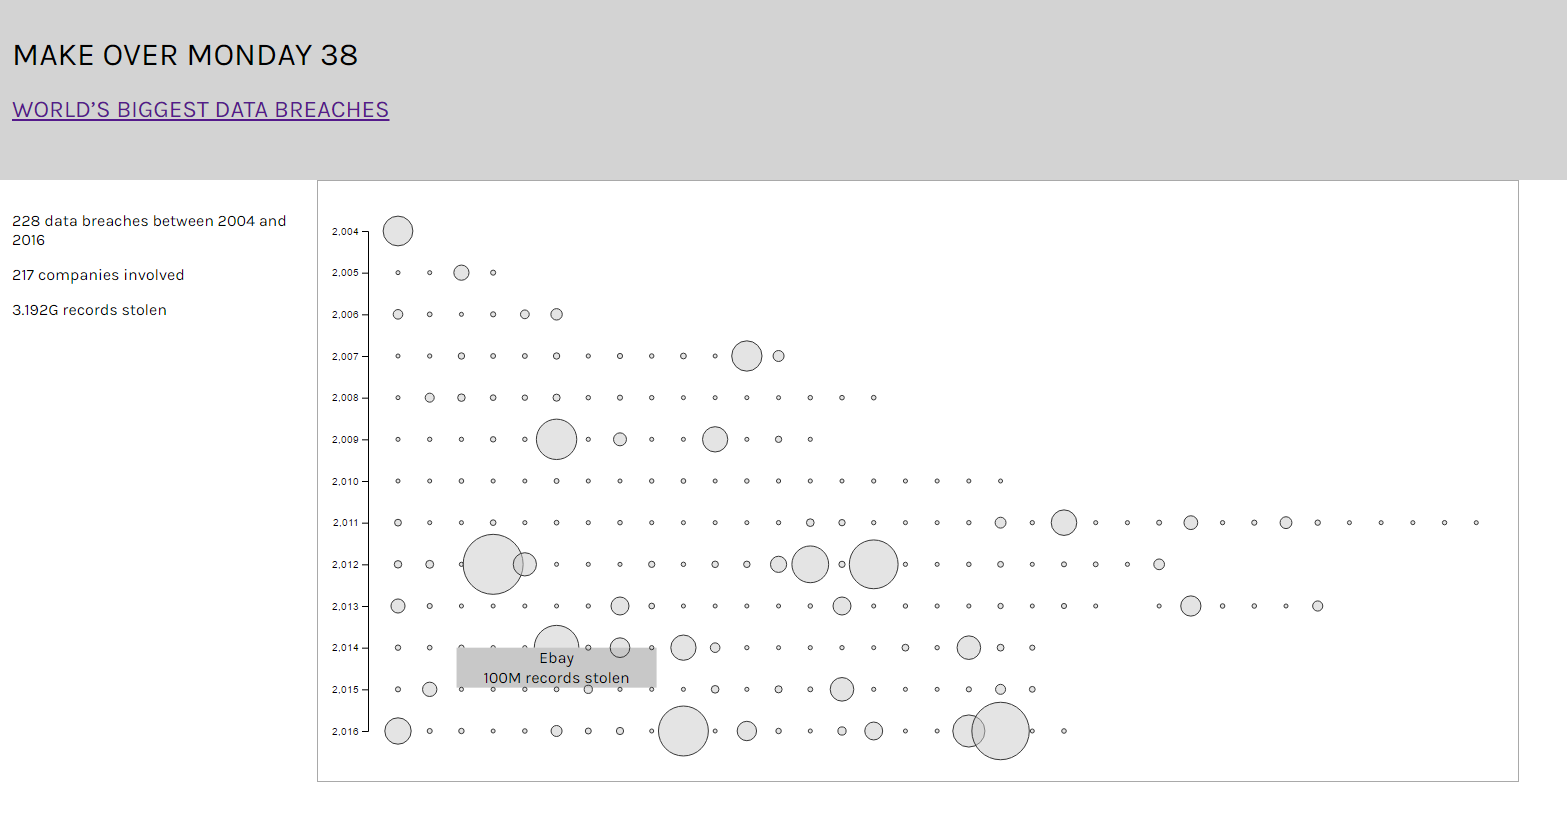 MAKE OVER MONDAY 38
WORLD’S BIGGEST DATA BREACHES
228 data breaches between 2004 and
2016
217 companies involved
3.192G records stolen
2,004
2,005
2,006
2,007
2,008
2,009
2,010
2,011
2,012
2,013
2,014
Ebay
100M records stolen
2,015
2,016